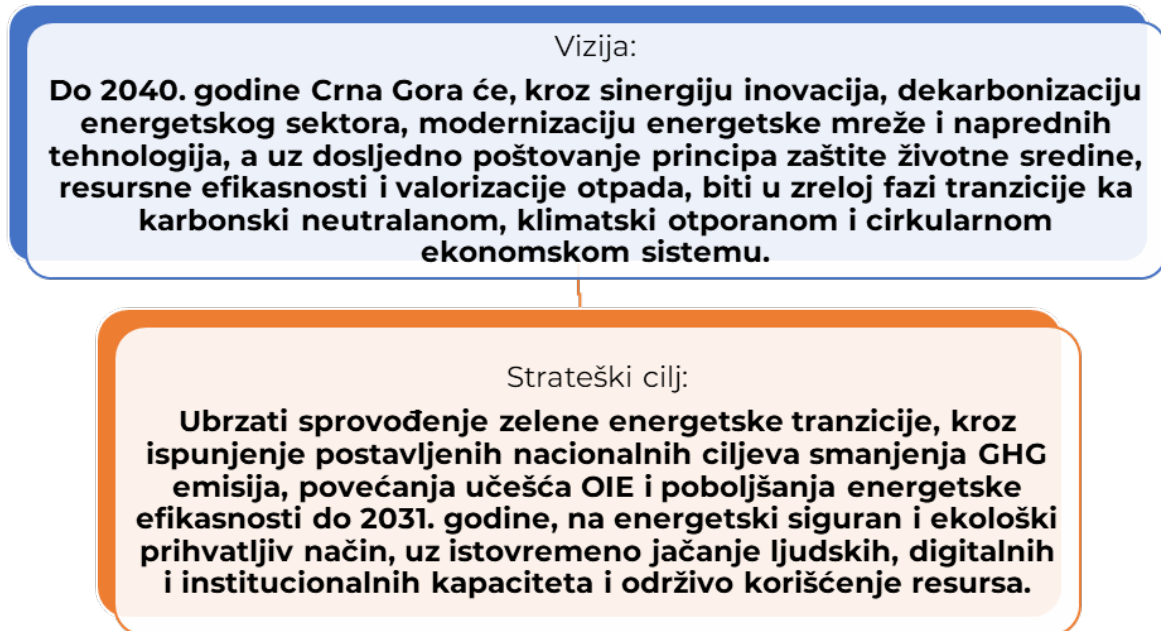 Vizija:
Do 2040. godine Crna Gora će, kroz sinergiju inovacija, dekarbonizaciju
energetskog sektora, modernizaciju energetske mreže i naprednih
tehnologija, a uz dosljedno poštovanje principa zaštite životne sredine,
resursne efikasnosti i valorizacije otpada, biti u zreloj fazi tranzicije ka
karbonski neutralanom, klimatski otporanom i cirkularnom
ekonomskom sistemu.
Strateški cilj:
Ubrzati sprovođenje zelene energetske tranzicije, kroz
ispunjenje postavljenih nacionalnih ciljeva smanjenja GHG
emisija, povećanja učešća OIE i poboljšanja energetske
efikasnosti do 2031. godine, na energetski siguran i ekološki
prihvatljiv način, uz istovremeno jačanje ljudskih, digitalnih
i institucionalnih kapaciteta i održivo korišćenje resursa.